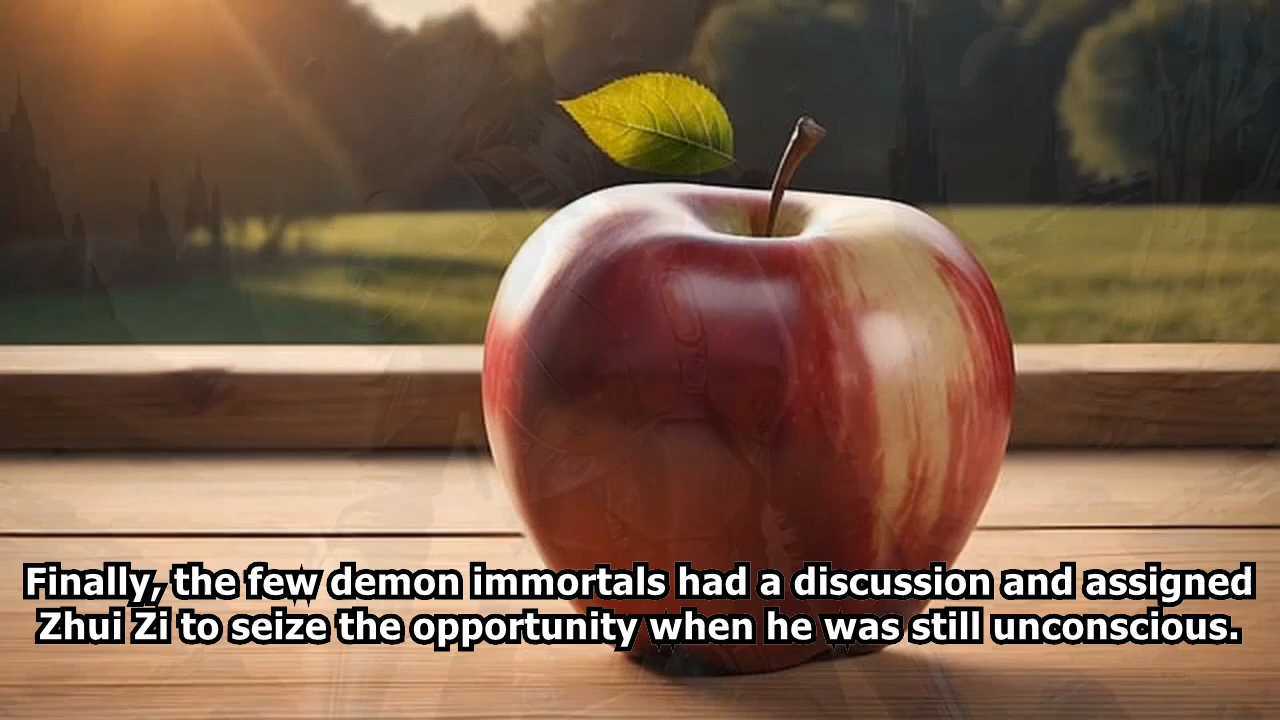 Finally, the few demon immortals had a discussion and assigned
Zhui Zi to seize the opportunity when he was still unconscious.